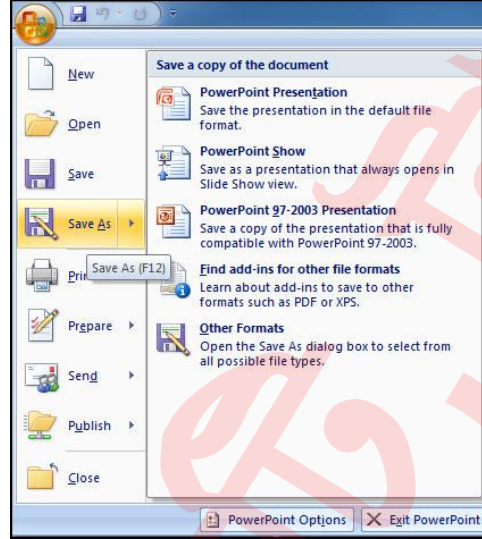 New
Open
Save
Save As
Save As (F12)
Prepare
Send
Publish
Close
Save a copy of the document
PowerPoint Presentation
Save the presentation in the default file
format.
PowerPoint Show
Save as a presentation that always opens in
Slide Show view.
PowerPoint 97-2003 Presentation
Save a copy of the presentation that is fully
compatible with PowerPoint 97-2003.
Find add-ins for other file formats
Learn about add-ins to save to other
formats such as PDF or XPS.
Other Formats
Open the Save As dialog box to select from
all possible file types.
PowerPoint Options
Exit PowerPoint